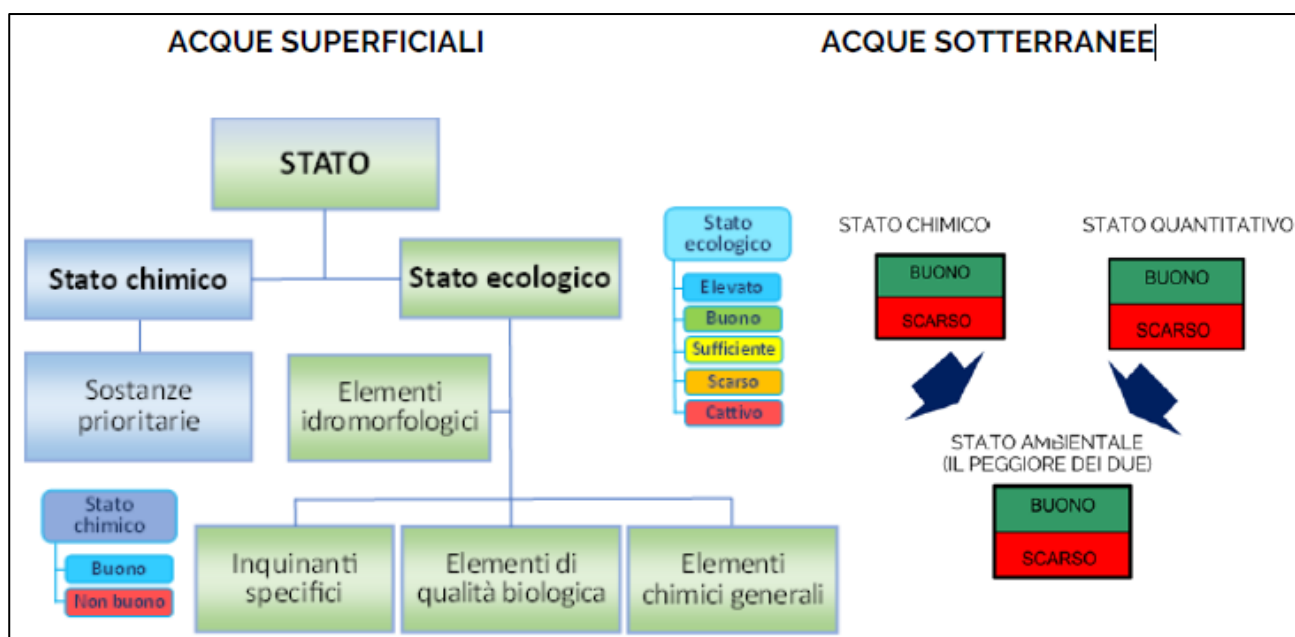 ACQUE SUPERFICIALI
ACQUE SOTTERRANEE
STATO
Stato chimico
Stato ecologico
Sostanze
prioritarie
Elementi
idromorfologici
Stato
chimico
Buono
Non buono
Inquinanti
specifici
Elementi di
qualità biologica
Elementi
chimici generali
Stato
ecologico
Elevato
Buono
Sufficiente
Scarso
Cattivo
STATO CHIMICO
BUONO
SCARSO
STATO QUANTITATIVO
BUONO
SCARSO
STATO AMBIENTALE
(IL PEGGIORE DEI DUE)
BUONO
SCARSO